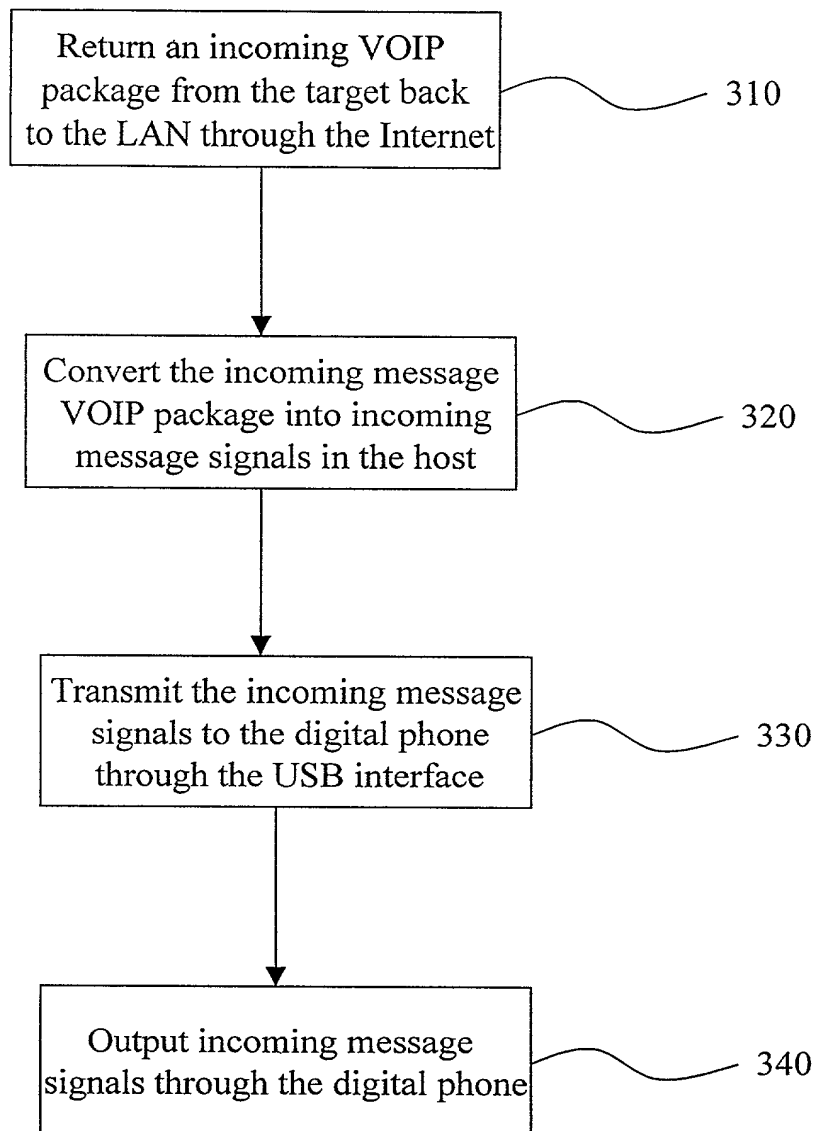 Return an incoming VOIP
package from the target back
to the LAN through the Internet
310
Convert the incoming message
VOIP package into incoming
message signals in the host
320
Transmit the incoming message
signals to the digital phone
through the USB interface
330
Output incoming message
signals through the digital phone
340